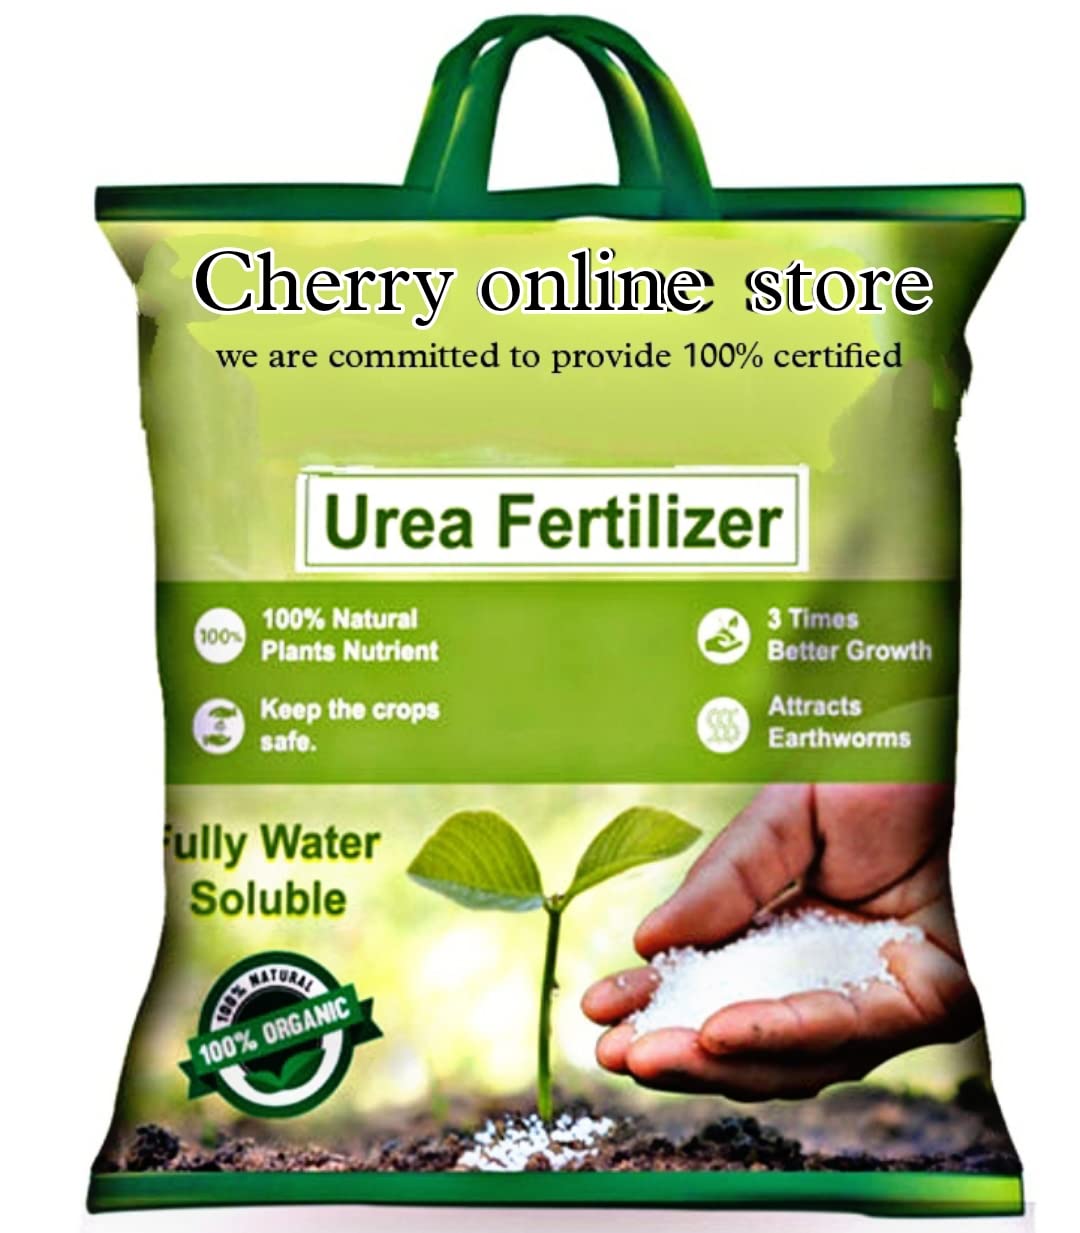 Cherry online store
we are committed to provide 100% certified
Urea Fertilizer
100%
100% Natural
Plants Nutrient
3 Times
Better Growth
Keep the crops
safe.
Attracts
Earthworms
Fully Water
Soluble
100% NATURAL
100% ORGANIC